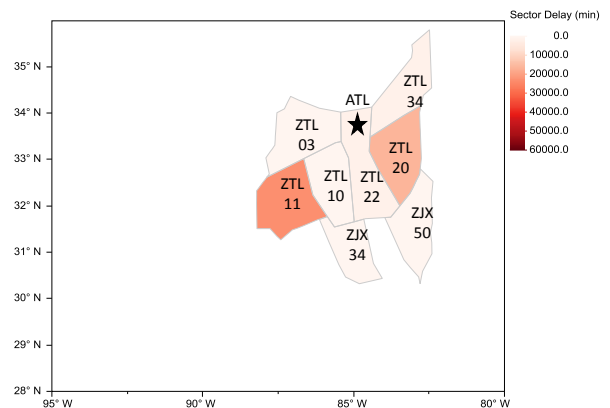 Sector Delay (min)
0.0
10000.0
20000.0
30000.0
40000.0
50000.0
60000.0
35° N
34° N
33° N
32° N
31° N
30° N
29° N
28° N
95° W
90° W
85° W
80° W
ATL
ZTL
34
ZTL
03
ZTL
20
ZTL
10
ZTL
22
ZTL
11
ZJX
50
ZJX
34